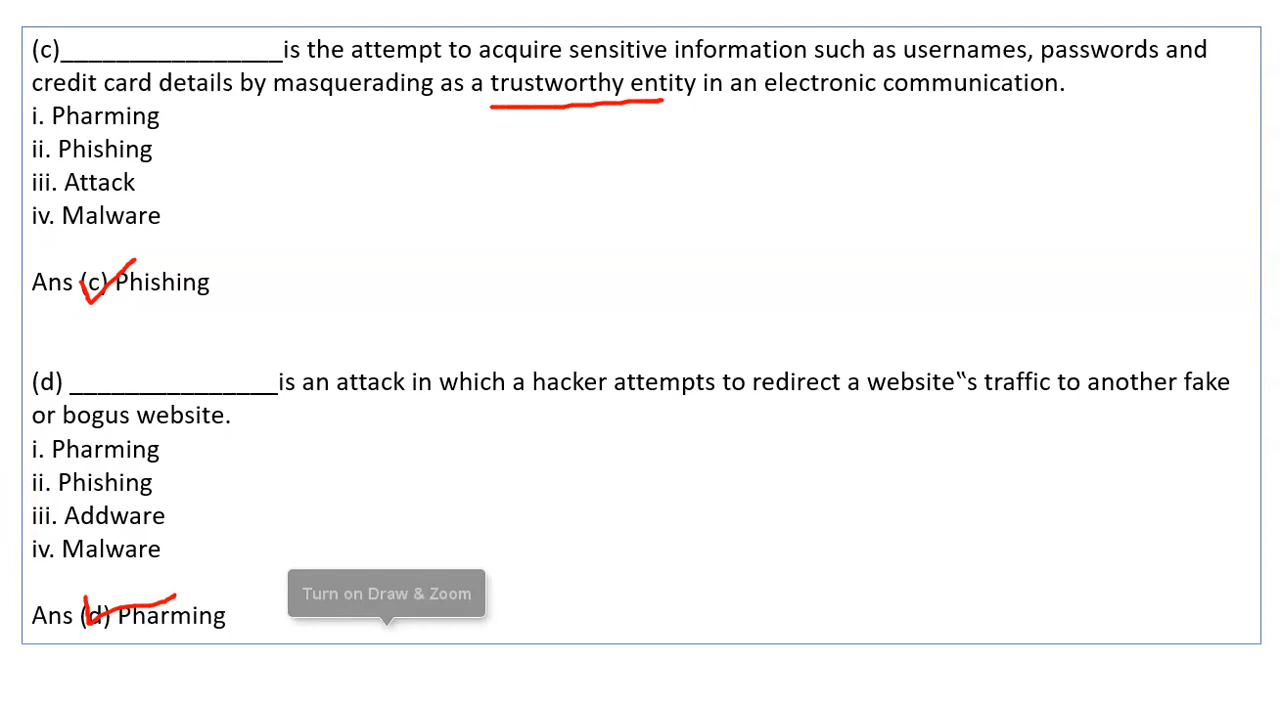 (c)________________is the attempt to acquire sensitive information such as usernames, passwords and
credit card details by masquerading as a trustworthy entity in an electronic communication.
i. Pharming
ii. Phishing
iii. Attack
iv. Malware
Ans (c) Phishing
(d) _______________is an attack in which a hacker attempts to redirect a website‟s traffic to another fake
or bogus website.
i. Pharming
ii. Phishing
iii. Addware
iv. Malware
Turn on Draw & Zoom
Ans (d) Pharming